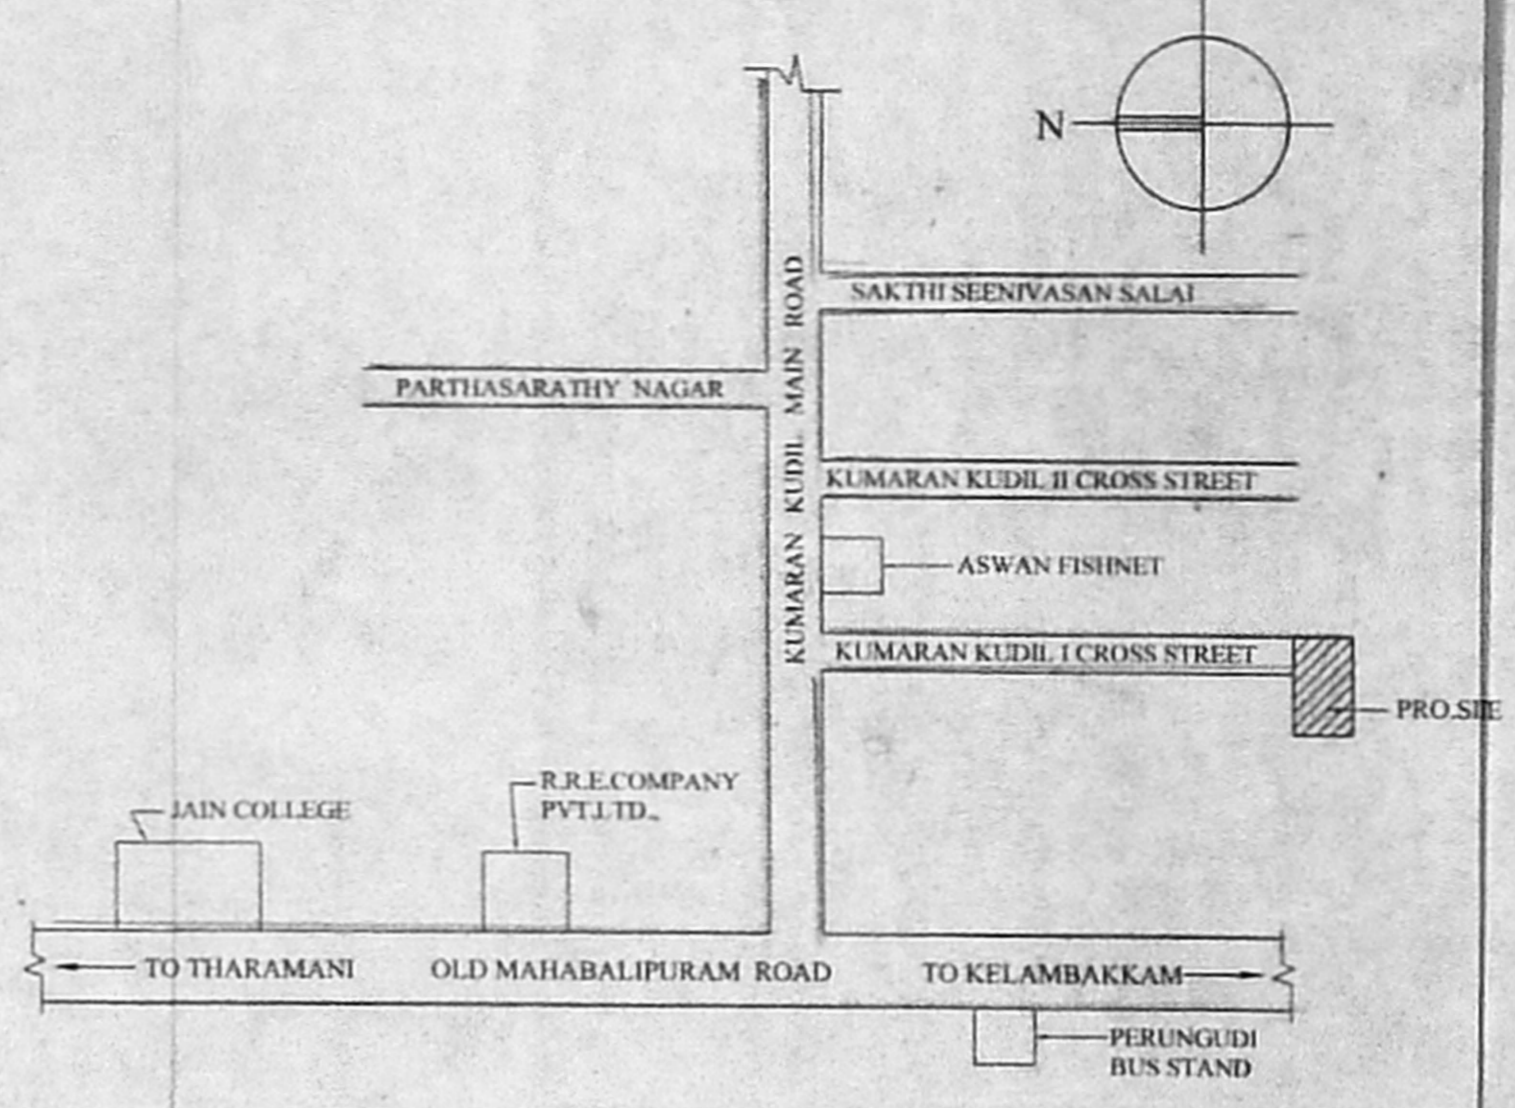 N
SAKTHI SEENIVASAN SALAI
PARTHASARATHY NAGAR
KUMARAN KUDIL MAIN ROAD
KUMARAN KUDIL II CROSS STREET
ASWAN FISHNET
KUMARAN KUDIL I CROSS STREET
PRO.SITE
R.R.E.COMPANY
PVT.LTD.,
JAIN COLLEGE
TO THARAMANI
OLD MAHABALIPURAM ROAD
TO KELAMBAKKAM
PERUNGUDI
BUS STAND